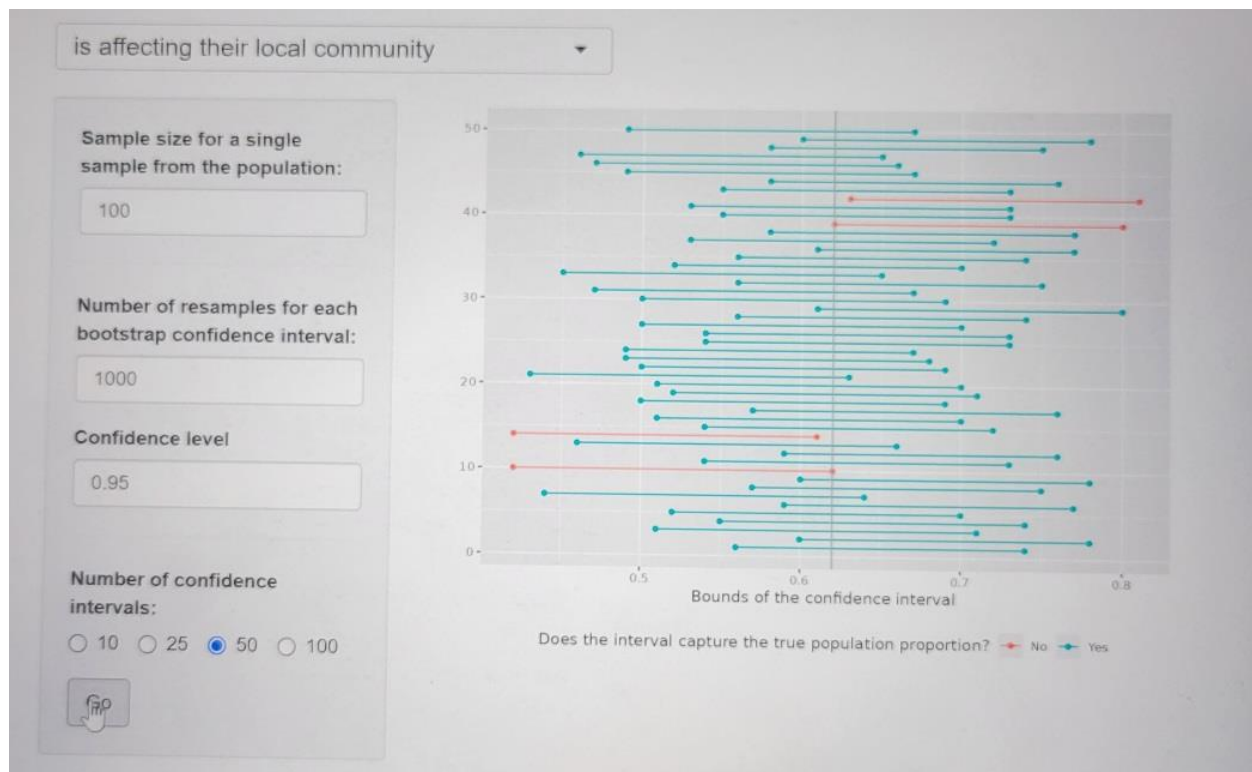 is affecting their local community
Sample size for a single
sample from the population:
100
Number of resamples for each
bootstrap confidence interval:
1000
Confidence level
0.95
Number of confidence
intervals:
10 25 50 100
Go
50
40
30
20
10
0
0.5 0.6 0.7 0.8
Bounds of the confidence interval
Does the interval capture the true population proportion? No Yes